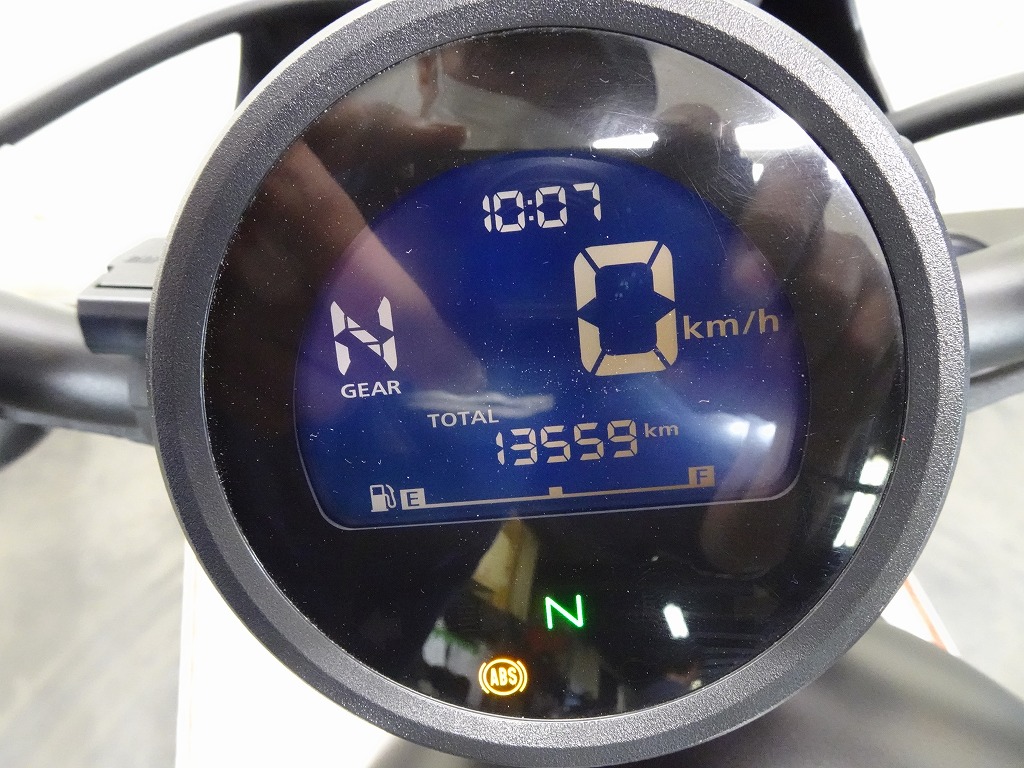 10:07
0 km/h
N
GEAR
TOTAL
13559 km
E F
N
ABS